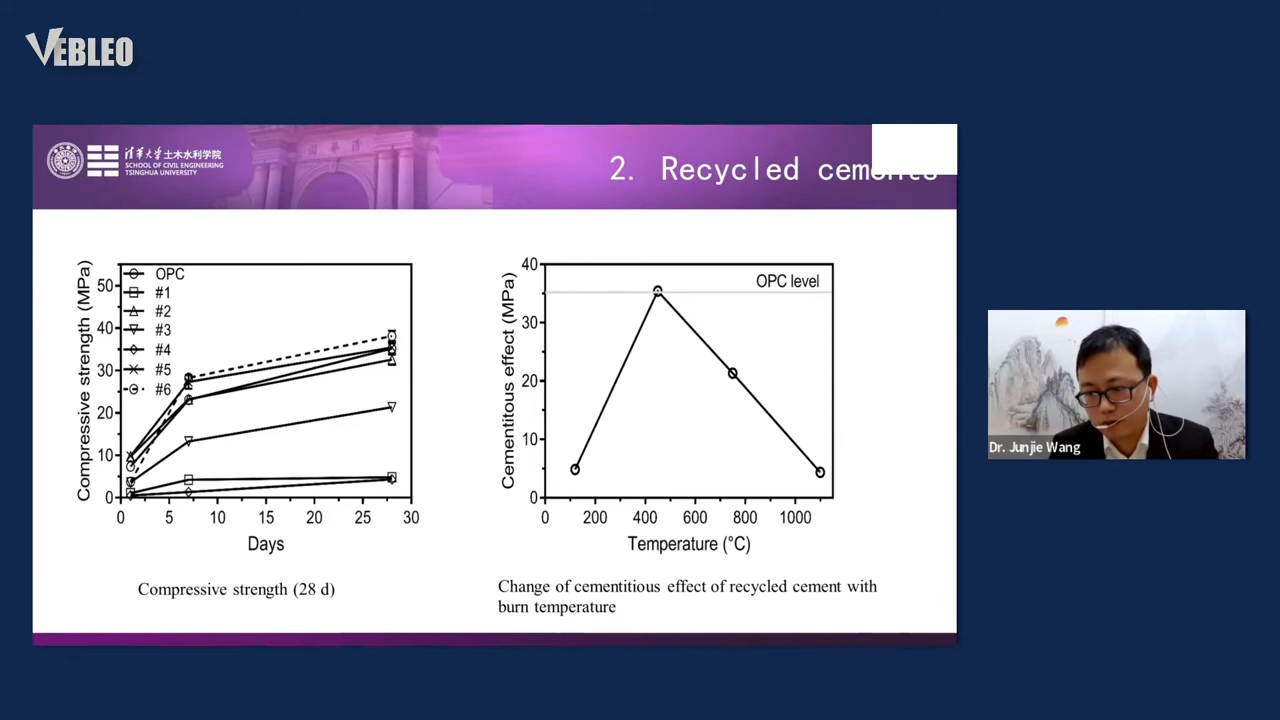 VEBLEO
清华大学土木水利学院
SCHOOL OF CIVIL ENGINEERING
TSINGHUA UNIVERSITY
2. Recycled cements
Compressive strength (MPa)
50
40
30
20
10
0
OPC
#1
#2
#3
#4
#5
#6
0 5 10 15 20 25 30
Days
Compressive strength (28 d)
Cementitous effect (MPa)
40
30
20
10
0
OPC level
0 200 400 600 800 1000
Temperature (°C)
Change of cementitious effect of recycled cement with
burn temperature
Dr. Junjie Wang